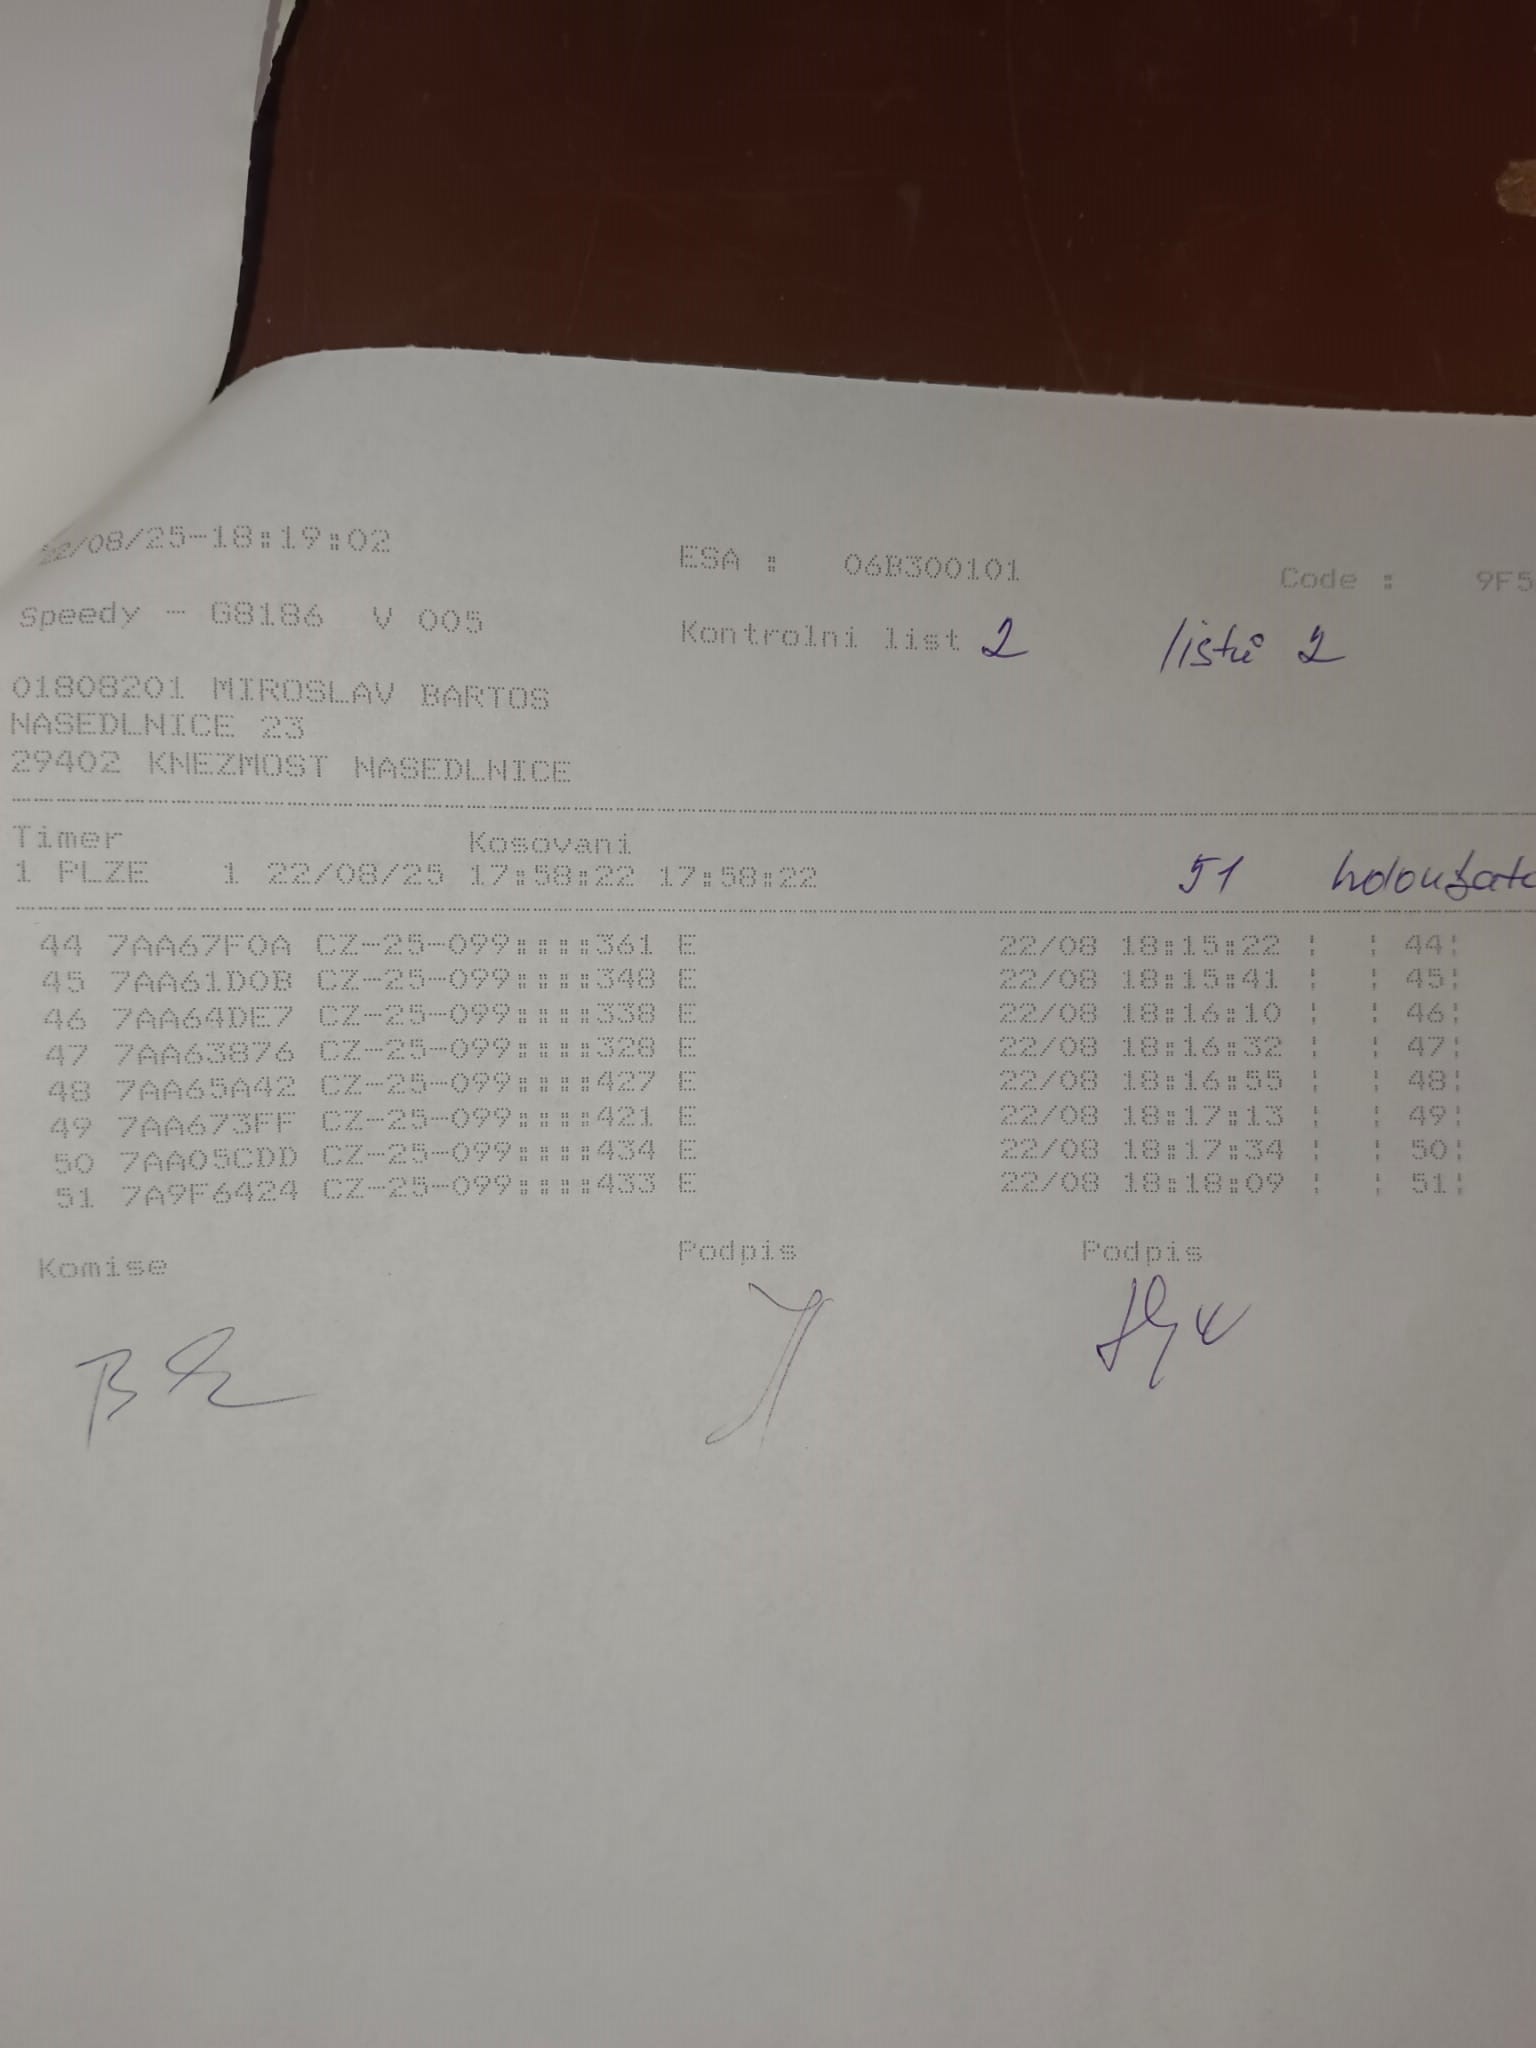 22/08/25-18:19:02
ESA : 06B300101
Code : 9F5
Speedy - G8186 V 005
Kontrolni list 2 listů 2
01808201 MIROSLAV BARTOS
NASEDLNICE 23
29402 KNEZMOST NASEDLNICE
Timer Kosovani
1 PLZE 1 22/08/25 17:58:22 17:58:22 51 holoubata
44 7AA67F0A CZ-25-099::::361 E 22/08 18:15:22 ¦ ¦ 44¦
45 7AA61D0B CZ-25-099::::348 E 22/08 18:15:41 ¦ ¦ 45¦
46 7AA64DE7 CZ-25-099::::338 E 22/08 18:16:10 ¦ ¦ 46¦
47 7AA63876 CZ-25-099::::328 E 22/08 18:16:32 ¦ ¦ 47¦
48 7AA65A42 CZ-25-099::::427 E 22/08 18:16:55 ¦ ¦ 48¦
49 7AA673FF CZ-25-099::::421 E 22/08 18:17:13 ¦ ¦ 49¦
50 7AA05CDD CZ-25-099::::434 E 22/08 18:17:34 ¦ ¦ 50¦
51 7A9F6424 CZ-25-099::::433 E 22/08 18:18:09 ¦ ¦ 51¦
Komise Podpis Podpis